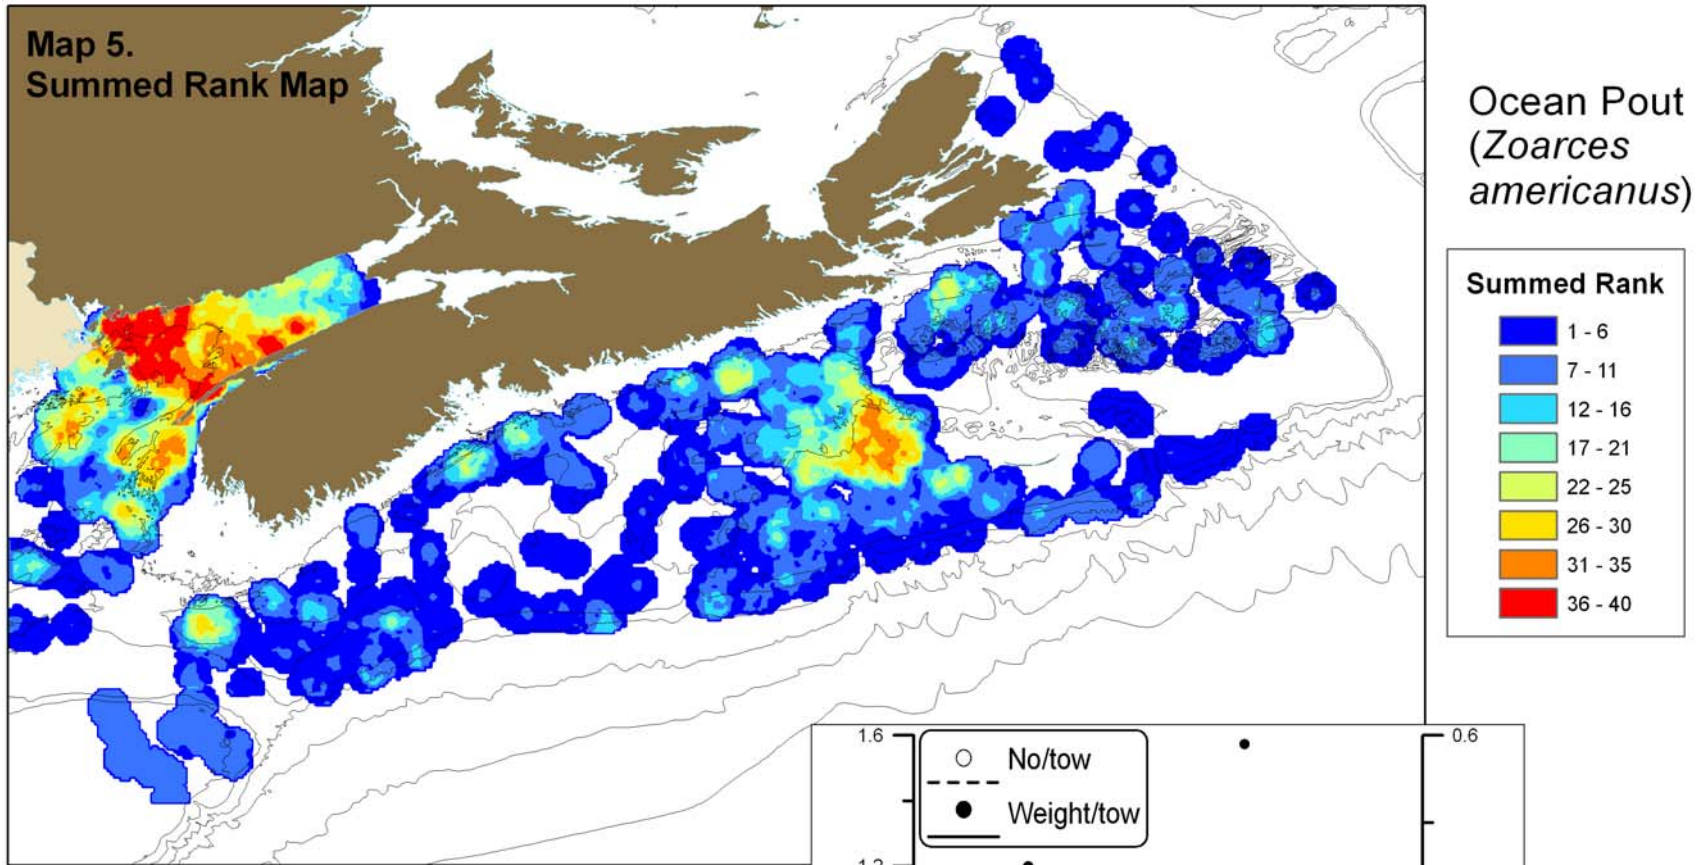 Map 5.
Summed Rank Map
Ocean Pout
(Zoarces
americanus)
Summed Rank
1 - 6
7 - 11
12 - 16
17 - 21
22 - 25
26 - 30
31 - 35
36 - 40
1.6
No/tow
Weight/tow
0.6